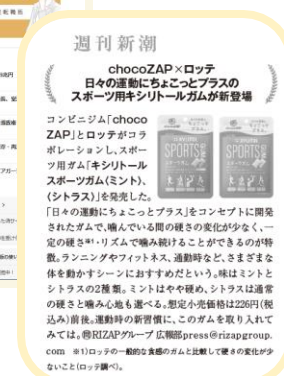 週刊新潮
chocoZAP×ロッテ
日々の運動にちょこっとプラスの
スポーツ用キシリトールガムが新登場
コンビニジム「choco
ZAP」とロッテがコラ
ボレーションし、スポー
ツ用ガム「キシリトール
スポーツガム〈ミント〉、
〈シトラス〉」を発売した。
SPORTS
SPORTS
「日々の運動にちょこっとプラス」をコンセプトに開発
されたガムで、噛んでいる間の硬さの変化が少なく、一
定の硬さ※1・リズムで噛み続けることができるのが特
徴。ランニングやフィットネス、通勤時など、さまざまな
体を動かすシーンにおすすめだという。味はミントと
シトラスの2種類。ミントはやや硬め、シトラスは通常
の硬さと噛み心地も選べる。想定小売価格は226円(税
込み)前後。運動時の新習慣に、このガムを取り入れて
みては。㉄RIZAPグループ 広報部press@rizapgroup.
com ※1)ロッテの一般的な食感のガムと比較して硬さの変化が少
ないこと(ロッテ調べ)。